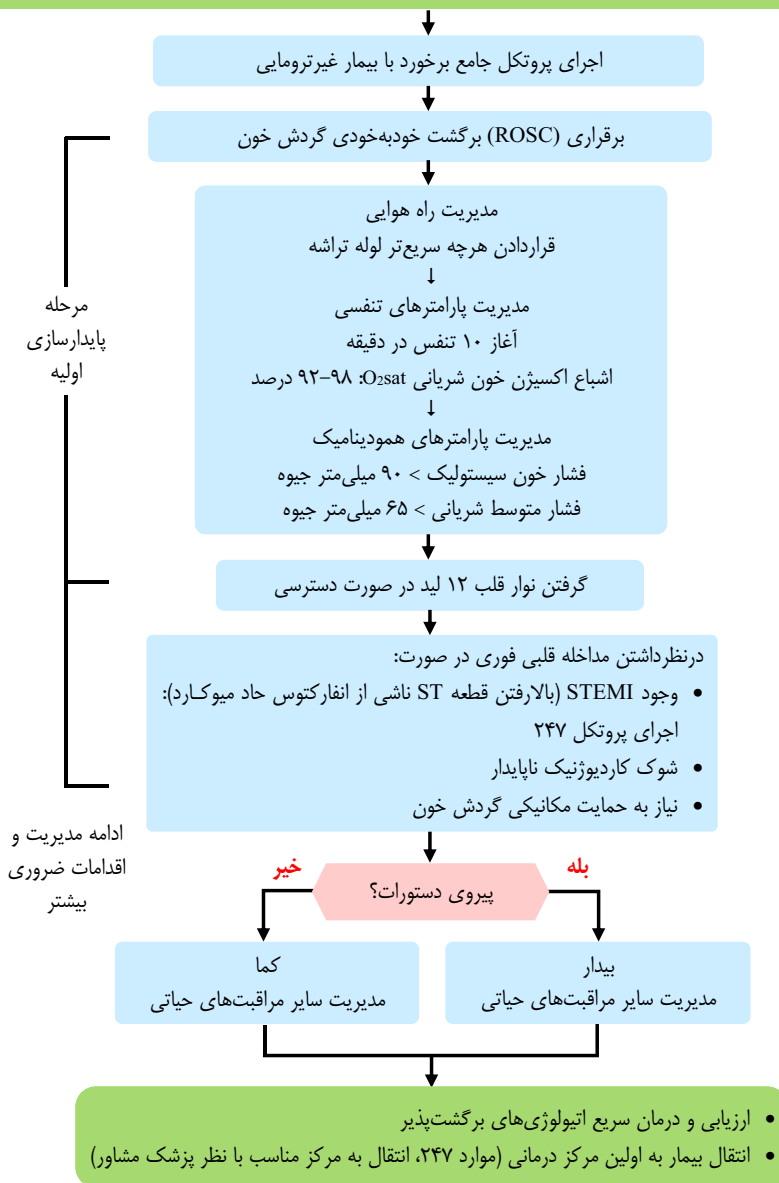 اجرای پروتکل جامع برخورد با بیمار غیرترومایی
برقراری (ROSC) برگشت خودبه‌خودی گردش خون
مدیریت راه هوایی
قراردادن هرچه سریع‌تر لوله تراشه
↓
مدیریت پارامترهای تنفسی
آغاز ۱۰ تنفس در دقیقه
اشباع اکسیژن خون شریانی O₂sat: ۹۲–۹۸ درصد
↓
مدیریت پارامترهای همودینامیک
فشار خون سیستولیک > ۹۰ میلی‌متر جیوه
فشار متوسط شریانی > ۶۵ میلی‌متر جیوه
مرحله
پایدارسازی
اولیه
گرفتن نوار قلب ۱۲ لید در صورت دسترسی
درنظرداشتن مداخله قلبی فوری در صورت:
• وجود STEMI (بالارفتن قطعه ST ناشی از انفارکتوس حاد میوکـارد):
اجرای پروتکل ۲۴۷
• شوک کاردیوژنیک ناپایدار
• نیاز به حمایت مکانیکی گردش خون
ادامه مدیریت و
اقدامات ضروری
بیشتر
بله
خیر
پیروی دستورات؟
بیدار
مدیریت سایر مراقبت‌های حیاتی
کما
مدیریت سایر مراقبت‌های حیاتی
• ارزیابی و درمان سریع اتیولوژی‌های برگشت‌پذیر
• انتقال بیمار به اولین مرکز درمانی (موارد ۲۴۷، انتقال به مرکز مناسب با نظر پزشک مشاور)